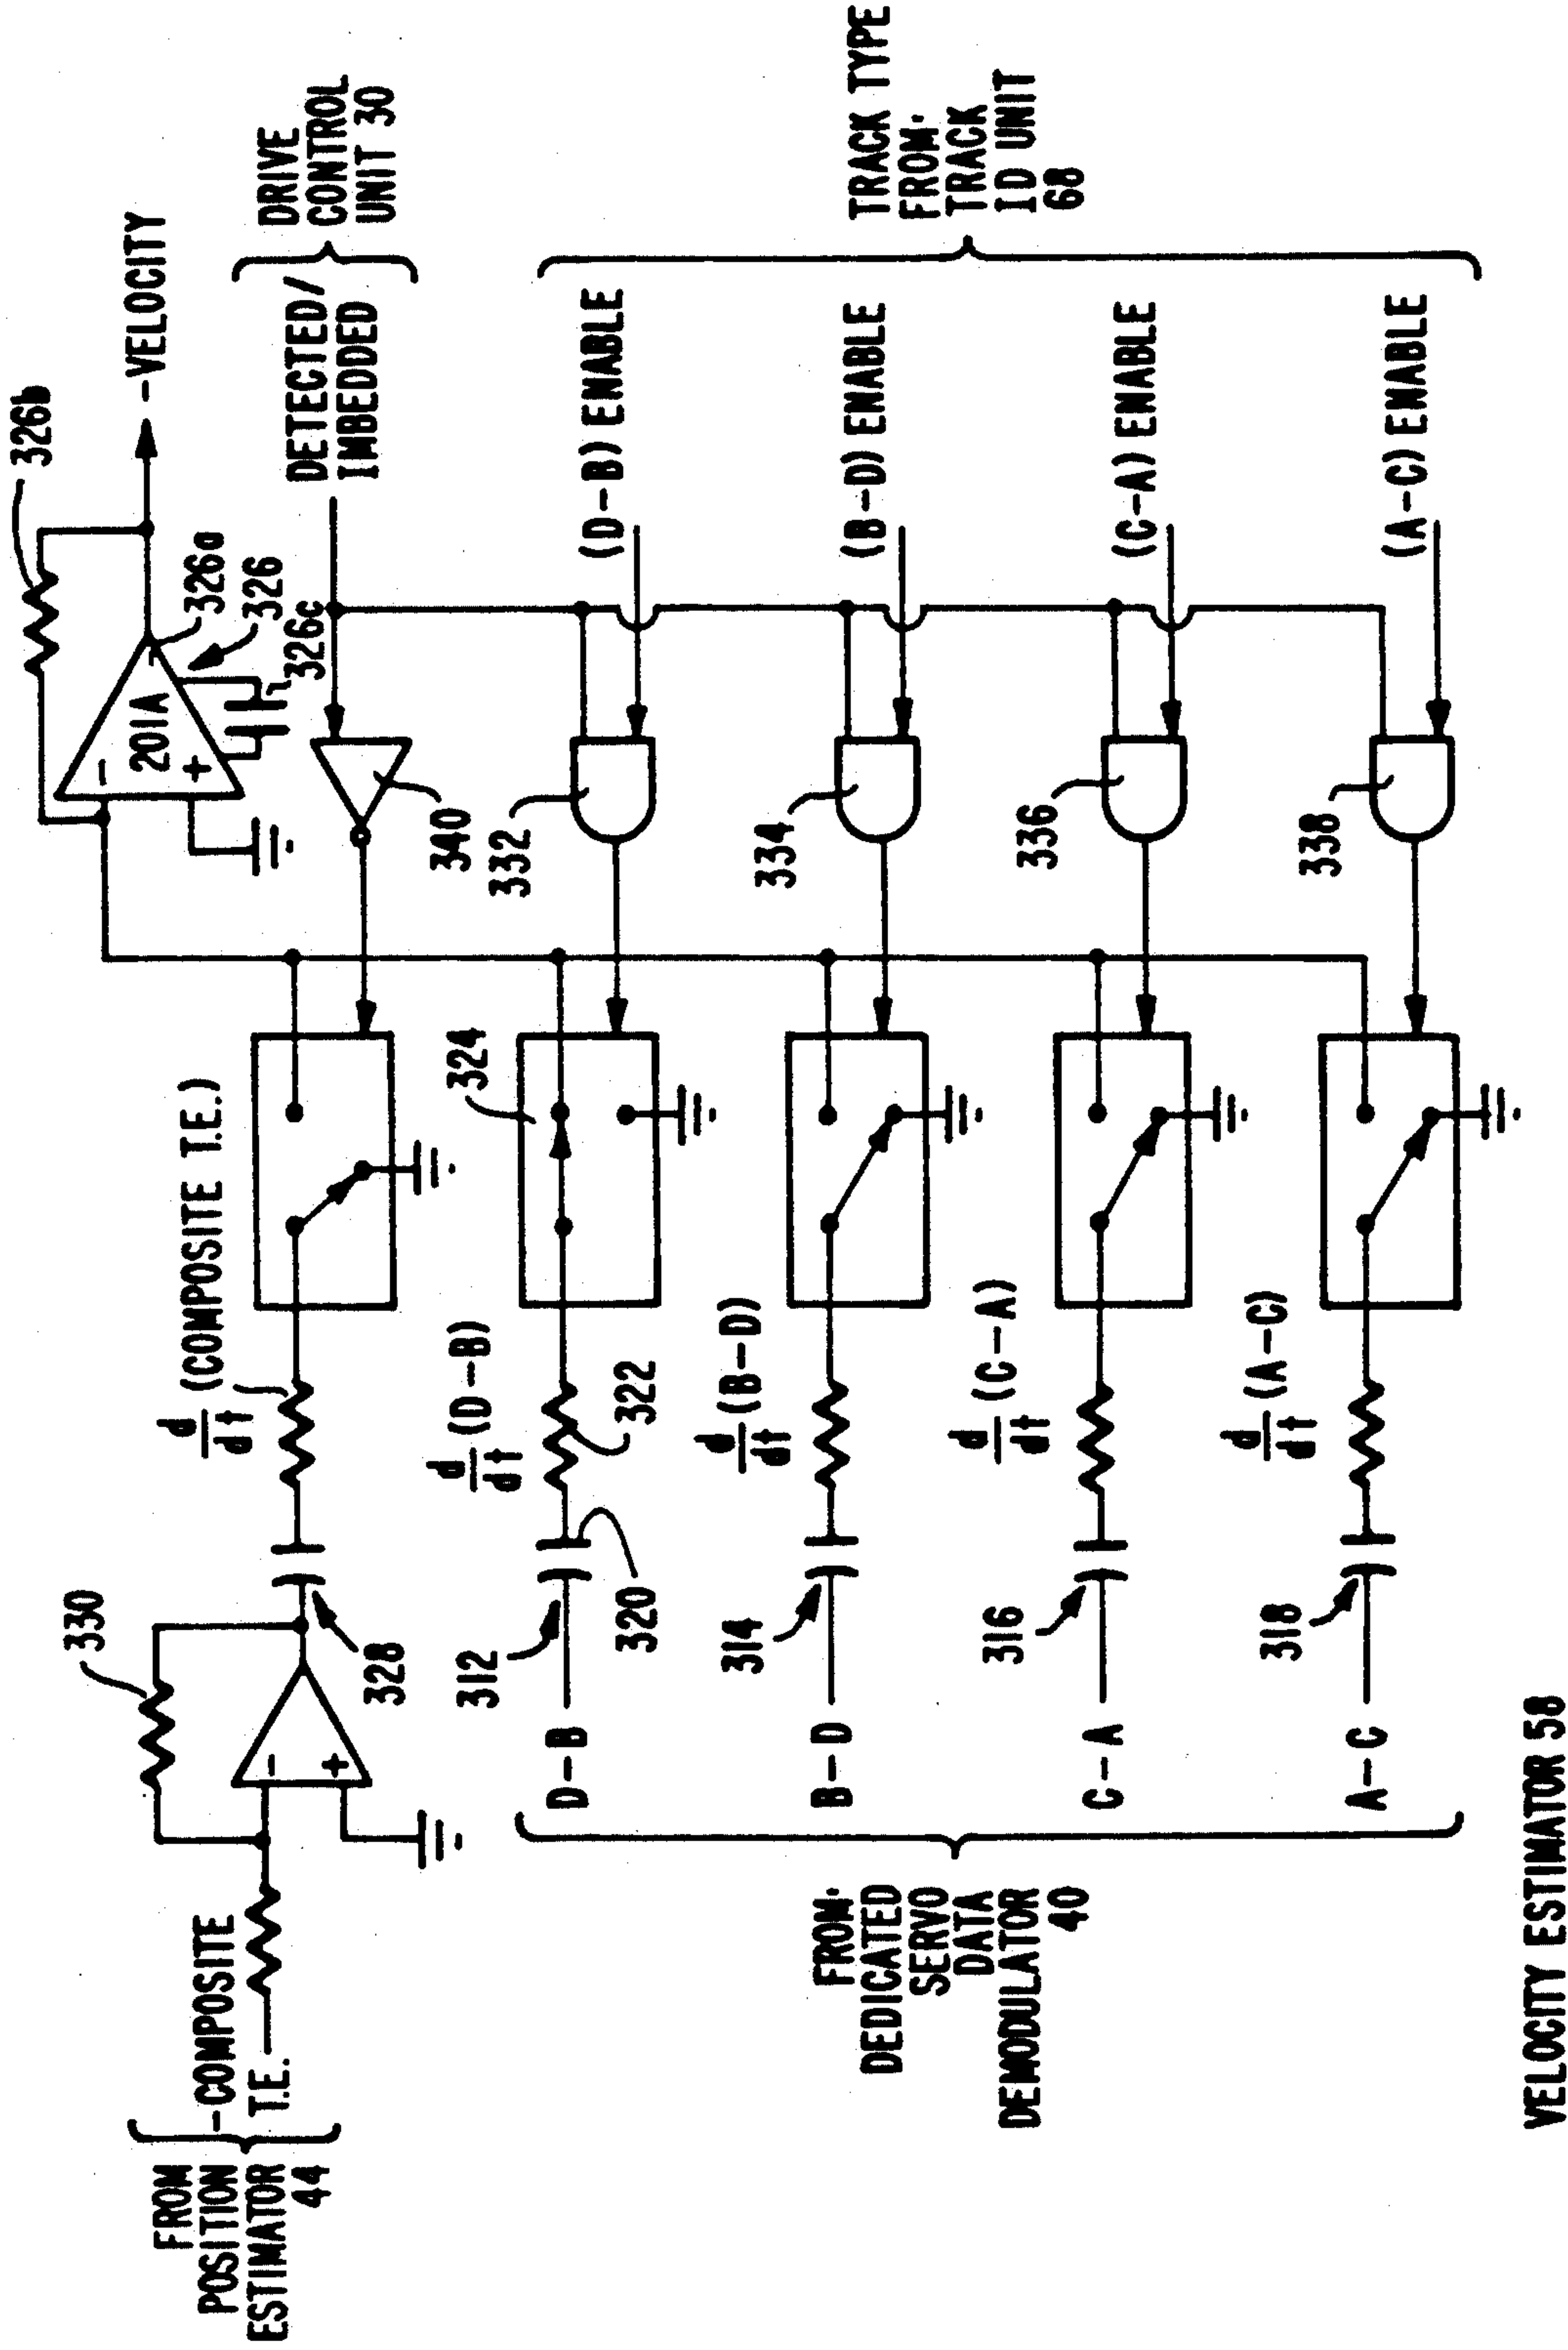 FROM
POSITION
ESTIMATOR
44
-COMPOSITE
T.E.
330
328
d/dt (COMPOSITE T.E.)
-
+
326b
201A
-
+
326a
326
326c
-VELOCITY
DETECTED/
IMBEDDED
DRIVE
CONTROL
UNIT 30
340
FROM:
DEDICATED
SERVO
DATA
DEMODULATOR
40
D-B
312
320
d/dt (D-B)
322
324
332
(D-B) ENABLE
B-D
314
d/dt (B-D)
334
(B-D) ENABLE
C-A
316
d/dt (C-A)
336
(C-A) ENABLE
A-C
318
d/dt (A-C)
338
(A-C) ENABLE
TRACK TYPE
FROM:
TRACK
ID UNIT
68
VELOCITY ESTIMATOR 58